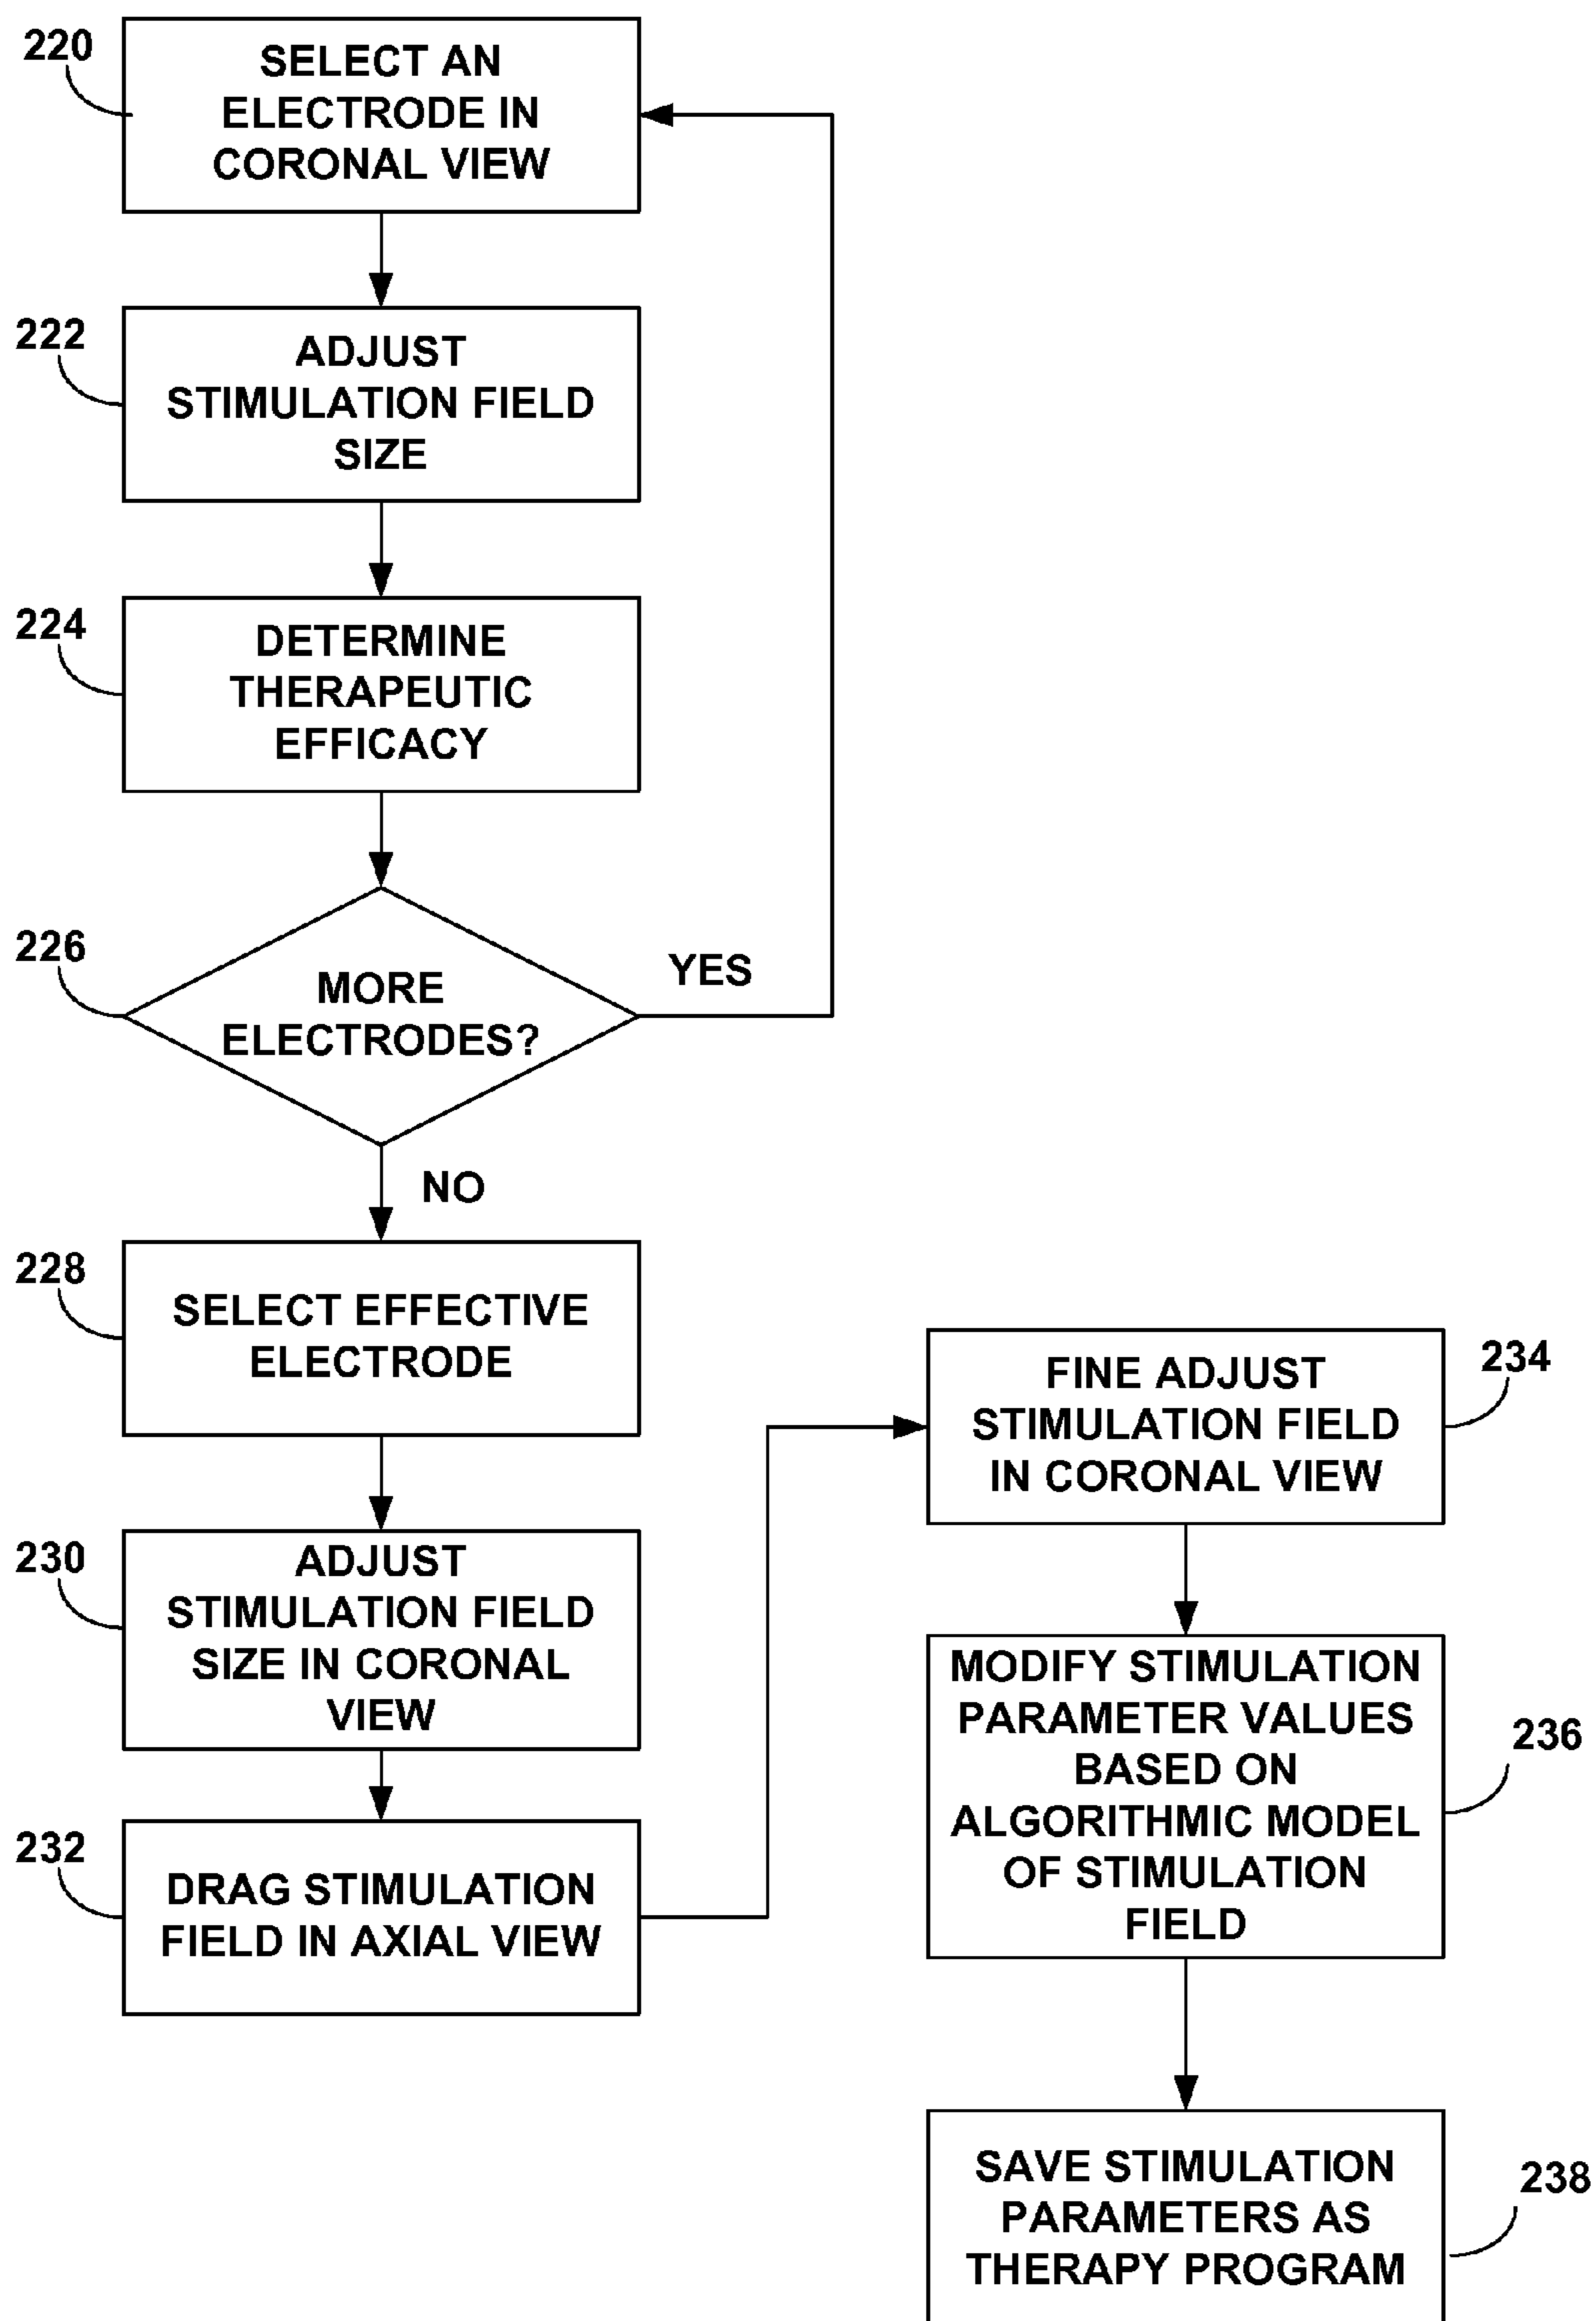 220
SELECT AN
ELECTRODE IN
CORONAL VIEW
222
ADJUST
STIMULATION FIELD
SIZE
224
DETERMINE
THERAPEUTIC
EFFICACY
226
MORE
ELECTRODES?
YES
NO
228
SELECT EFFECTIVE
ELECTRODE
230
ADJUST
STIMULATION FIELD
SIZE IN CORONAL
VIEW
232
DRAG STIMULATION
FIELD IN AXIAL VIEW
234
FINE ADJUST
STIMULATION FIELD
IN CORONAL VIEW
236
MODIFY STIMULATION
PARAMETER VALUES
BASED ON
ALGORITHMIC MODEL
OF STIMULATION
FIELD
238
SAVE STIMULATION
PARAMETERS AS
THERAPY PROGRAM